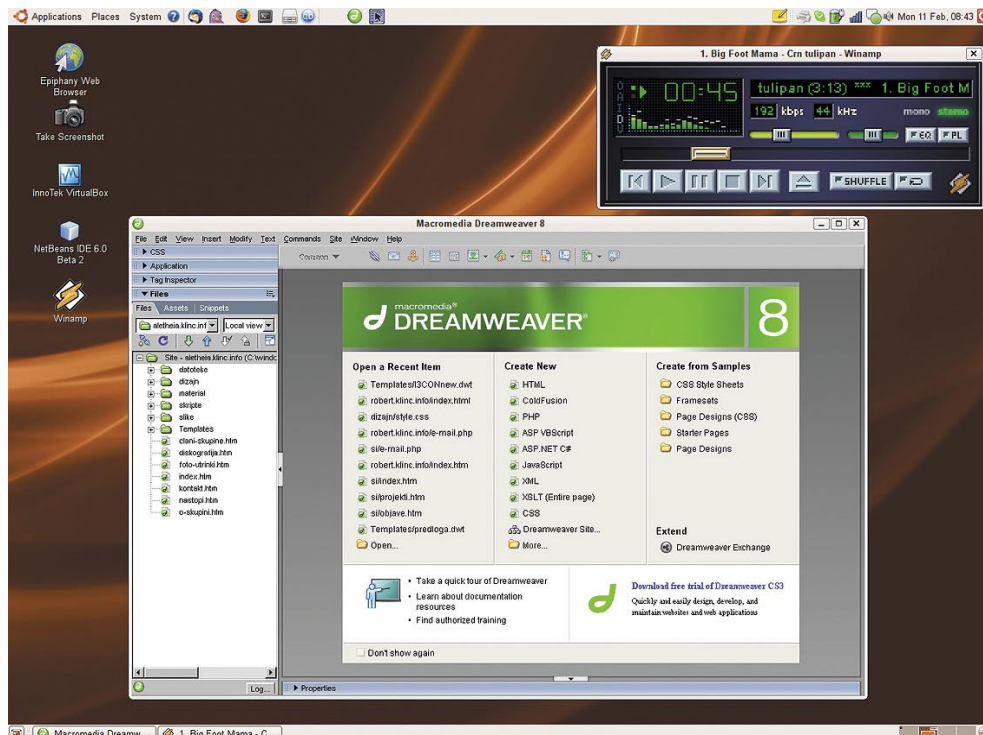 Applications Places System
Mon 11 Feb, 08:43
Epiphany Web
Browser
Take Screenshot
InnoTek VirtualBox
NetBeans IDE 6.0
Beta 2
Winamp
1. Big Foot Mama - Crn tulipan - Winamp
O
A
I
D
U
00:45
tulipan (3:13) *** 1. Big Foot M
192 kbps 44 kHz mono stereo
EQ PL
SHUFFLE
Macromedia Dreamweaver 8
File Edit View Insert Modify Text Commands Site Window Help
CSS
Application
Tag Inspector
Files
Files Assets Snippets
aletheia.klinc.inf Local view
Site - aletheia.klinc.info (C:\windo
datoteke
dizajn
material
skripte
slike
Templates
clani-skupine.htm
diskografija.htm
foto-utrinki.htm
index.htm
kontakt.htm
nastopi.htm
o-skupini.htm
Log...
Common
macromedia®
DREAMWEAVER®
8
Open a Recent Item
Templates/I3CONnew.dwt
robert.klinc.info/index.html
dizajn/style.css
robert.klinc.info/e-mail.php
si/e-mail.php
robert.klinc.info/index.htm
si/index.htm
si/projekti.htm
si/objave.htm
Templates/predloga.dwt
Open...
Create New
HTML
ColdFusion
PHP
ASP VBScript
ASP.NET C#
JavaScript
XML
XSLT (Entire page)
CSS
Dreamweaver Site...
More...
Create from Samples
CSS Style Sheets
Framesets
Page Designs (CSS)
Starter Pages
Page Designs
Extend
Dreamweaver Exchange
Take a quick tour of Dreamweaver
Learn about documentation
resources
Find authorized training
Download free trial of Dreamweaver CS3
Quickly and easily design, develop, and
maintain websites and web applications
Don't show again
Properties
Macromedia Dreamw...
1. Big Foot Mama - C...